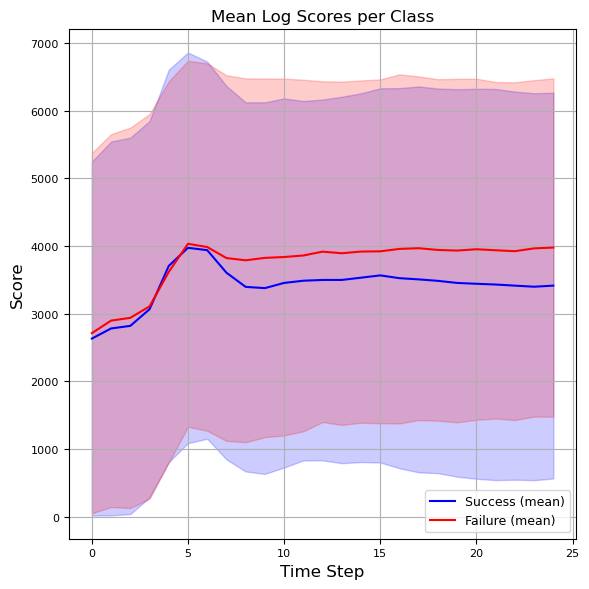 Mean Log Scores per Class
Score
7000
6000
5000
4000
3000
2000
1000
0
0 5 10 15 20 25
Time Step
Success (mean)
Failure (mean)